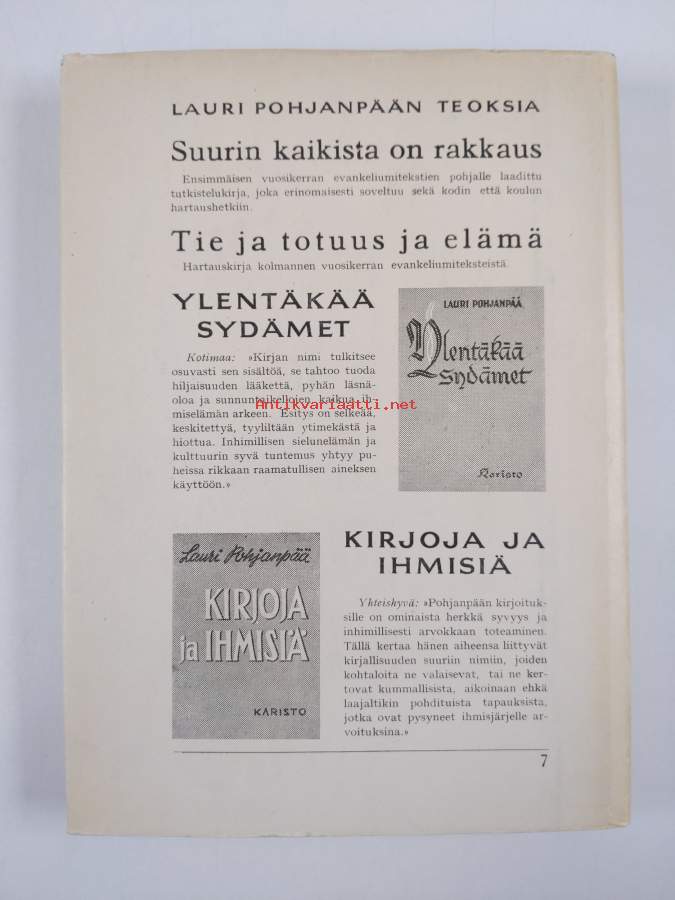 LAURI POHJANPÄÄN TEOKSIA
Suurin kaikista on rakkaus
Ensimmäisen vuosikerran evankeliumitekstien pohjalle laadittu
tutkistelukirja, joka erinomaisesti soveltuu sekä kodin että koulun
hartaushetkiin.
Tie ja totuus ja elämä
Hartauskirja kolmannen vuosikerran evankeliumiteksteistä.
YLENTÄKÄÄ
SYDÄMET
Kotimaa: »Kirjan nimi tulkitsee
osuvasti sen sisältöä, se tahtoo tuoda
hiljaisuuden lääkettä, pyhän läsnä-
oloa ja sunnuntaikellojen kaikua ih-
miselämän arkeen. Esitys on selkeää,
keskitettyä, tyyliltään ytimekästä ja
hiottua. Inhimillisen sielunelämän ja
kulttuurin syvä tuntemus yhtyy pu-
heissa rikkaan raamatullisen aineksen
käyttöön.»
LAURI POHJANPÄÄ
Ylentäkää
Sydämet
Karisto
Antikvariaatti.net
Lauri Pohjanpää
KIRJOJA
ja IHMISIÄ
KARISTO
KIRJOJA JA
IHMISIÄ
Yhteishyvä: »Pohjanpään kirjoituk-
sille on ominaista herkkä syvyys ja
inhimillisesti arvokkaan toteaminen.
Tällä kertaa hänen aiheensa liittyvät
kirjallisuuden suuriin nimiin, joiden
kohtaloita ne valaisevat, tai ne ker-
tovat kummallisista, aikoinaan ehkä
laajaltikin pohdituista tapauksista,
jotka ovat pysyneet ihmisjärjelle ar-
voituksina.»
7